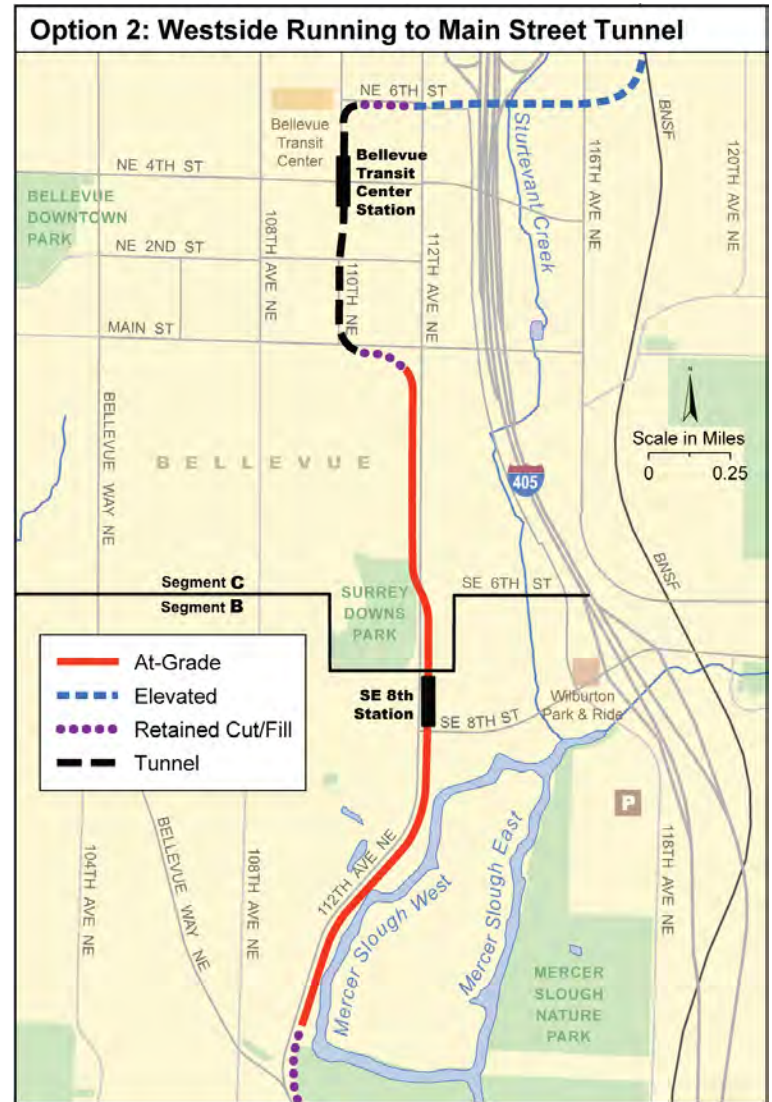 Option 2: Westside Running to Main Street Tunnel
NE 6TH ST
BNSF
Bellevue
Transit
Center
Sturtevant Creek
116TH AVE NE
120TH AVE NE
NE 4TH ST
Bellevue
Transit
Center
Station
BELLEVUE
DOWNTOWN
PARK
108TH AVE NE
112TH AVE NE
NE 2ND ST
110TH NE
MAIN ST
N
Scale in Miles
0 0.25
BELLEVUE WAY NE
BELLEVUE
405
BNSF
Segment C
Segment B
SURREY
DOWNS
PARK
SE 6TH ST
At-Grade
Elevated
Retained Cut/Fill
Tunnel
SE 8th
Station
SE 8TH ST
Wilburton
Park & Ride
P
104TH AVE NE
BELLEVUE WAY NE
108TH AVE NE
112TH AVE NE
Mercer Slough West
Mercer Slough East
118TH AVE NE
MERCER
SLOUGH
NATURE
PARK